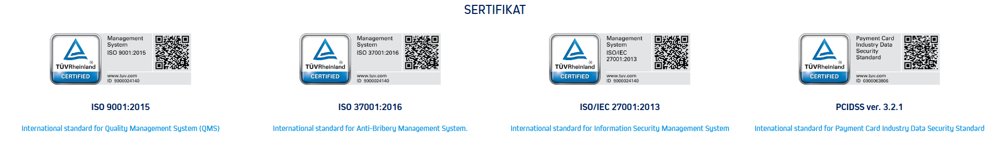 SERTIFIKAT
Management
System
ISO 9001:2015
TÜVRheinland
®
CERTIFIED
www.tuv.com
ID 9000024140
ISO 9001:2015
International standard for Quality Management System (QMS)
Management
System
ISO 37001:2016
TÜVRheinland
®
CERTIFIED
www.tuv.com
ID 9000024140
ISO 37001:2016
International standard for Anti-Bribery Management System.
Management
System
ISO/IEC
27001:2013
TÜVRheinland
®
CERTIFIED
www.tuv.com
ID 9000024140
ISO/IEC 27001:2013
International standard for Information Security Management System
Payment Card
Industry Data
Security
Standard
TÜVRheinland
®
CERTIFIED
www.tuv.com
ID 0000063806
PCIDSS ver. 3.2.1
Intenational standard for Payment Card Industry Data Security Standard